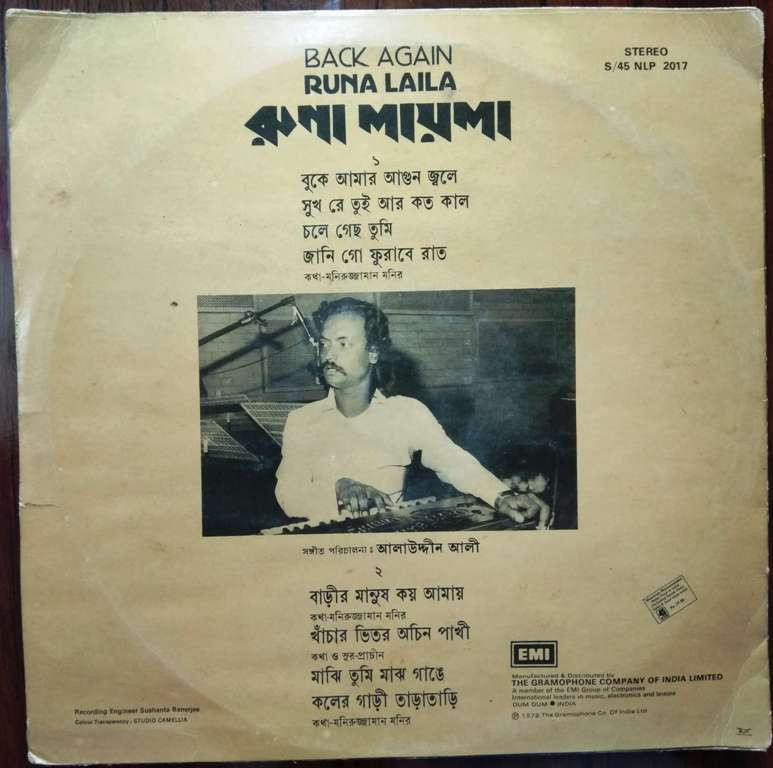 BACK AGAIN
RUNA LAILA
রুনা লায়লা
STEREO
S/45 NLP 2017
১
বুকে আমার আগুন জ্বলে
সুখ রে তুই আর কত কাল
চলে গেছ তুমি
জানি গো ফুরাবে রাত
কথা-মনিরুজ্জামান মনির
সঙ্গীত পরিচালনা : আলাউদ্দীন আলী
২
বাড়ীর মানুষ কয় আমায়
কথা-মনিরুজ্জামান মনির
খাঁচার ভিতর অচিন পাখী
কথা ও সুর-প্রাচীন
মাঝি তুমি মাঝ গাঙে
কলের গাড়ী তাড়াতাড়ি
কথা-মনিরুজ্জামান মনির
Recording Engineer Sushanta Banerjee
Colour Transparency : STUDIO CAMELLIA
EMI
Manufactured & Distributed by
THE GRAMOPHONE COMPANY OF INDIA LIMITED
A member of the EMI Group of Companies
International leaders in music, electronics and leisure
DUM DUM ● INDIA
℗ 1979 The Gramophone Co. Of India Ltd